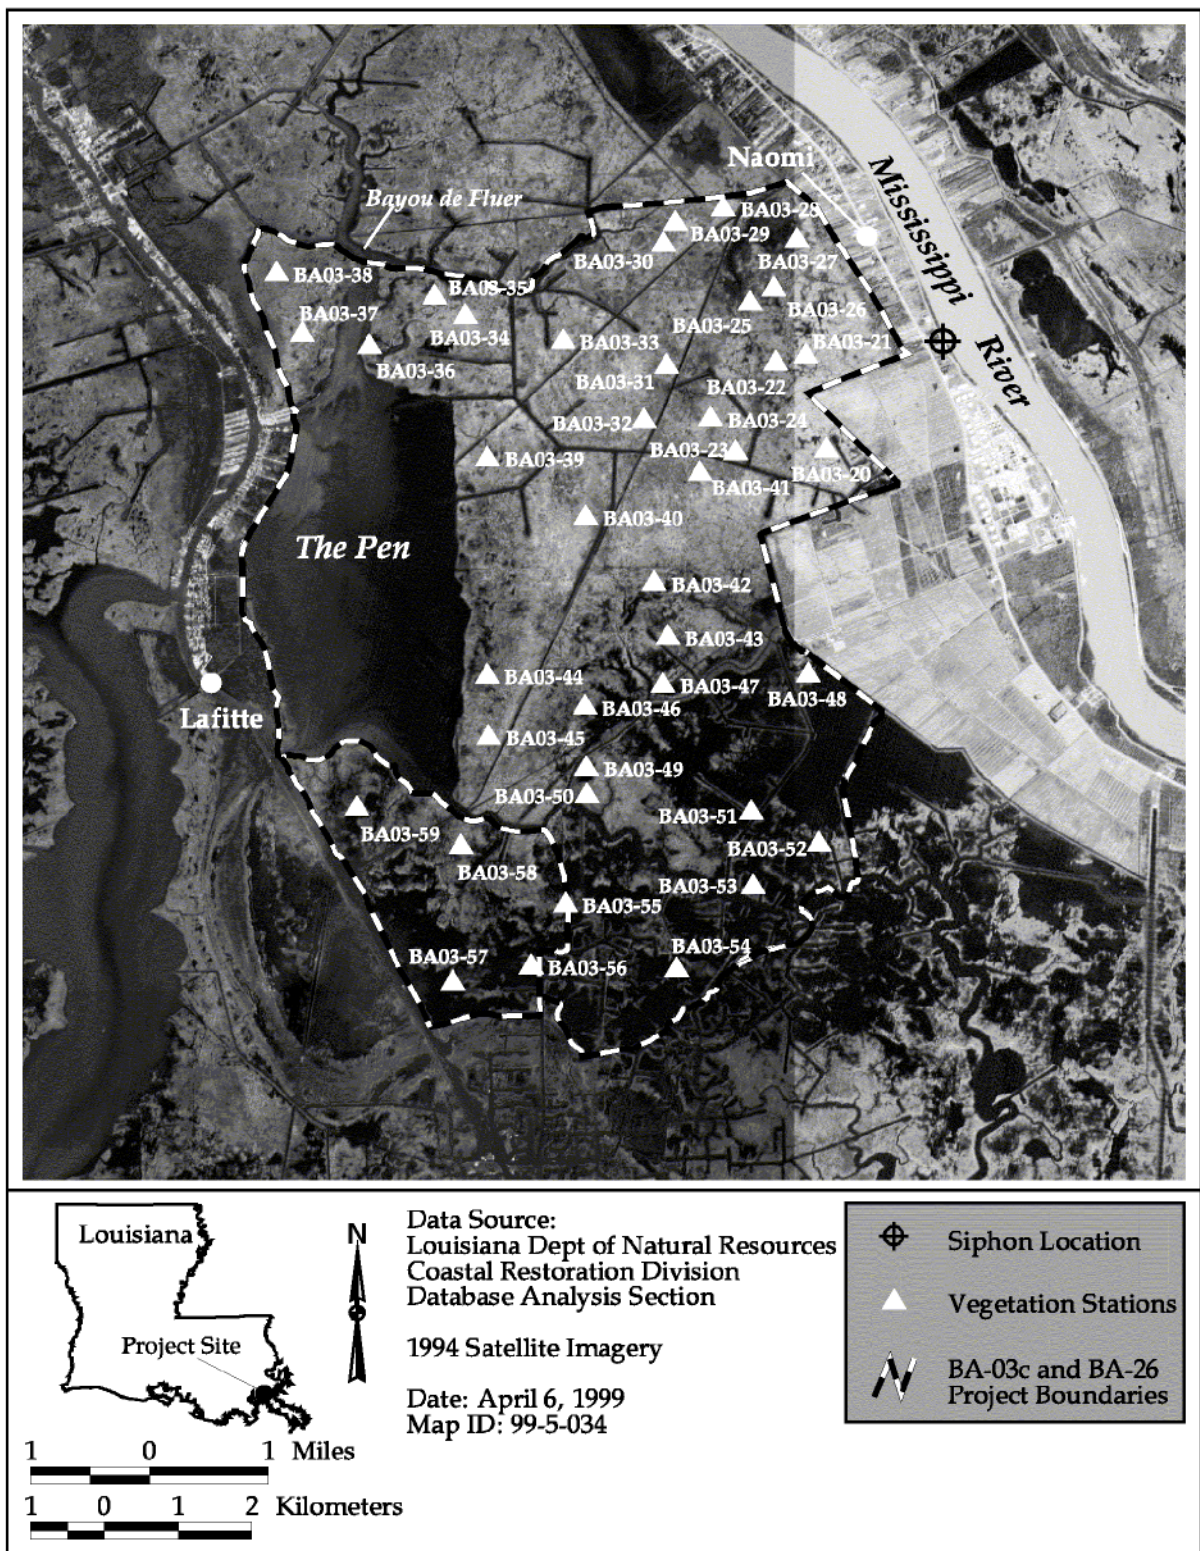 Naomi
Mississippi
River
Bayou de Fluer
BA03-28
BA03-29
BA03-30
BA03-27
BA03-38
BA03-35
BA03-26
BA03-25
BA03-37
BA03-34
BA03-33
BA03-21
BA03-36
BA03-31
BA03-22
BA03-32
BA03-24
BA03-23
BA03-39
BA03-20
BA03-41
BA03-40
The Pen
BA03-42
BA03-43
BA03-44
BA03-47
BA03-48
BA03-46
Lafitte
BA03-45
BA03-49
BA03-50
BA03-51
BA03-59
BA03-52
BA03-58
BA03-53
BA03-55
BA03-54
BA03-57
BA03-56
Louisiana
Project Site
N
Data Source:
Louisiana Dept of Natural Resources
Coastal Restoration Division
Database Analysis Section
1994 Satellite Imagery
Date: April 6, 1999
Map ID: 99-5-034
Siphon Location
Vegetation Stations
BA-03c and BA-26
Project Boundaries
1 0 1 Miles
1 0 1 2 Kilometers